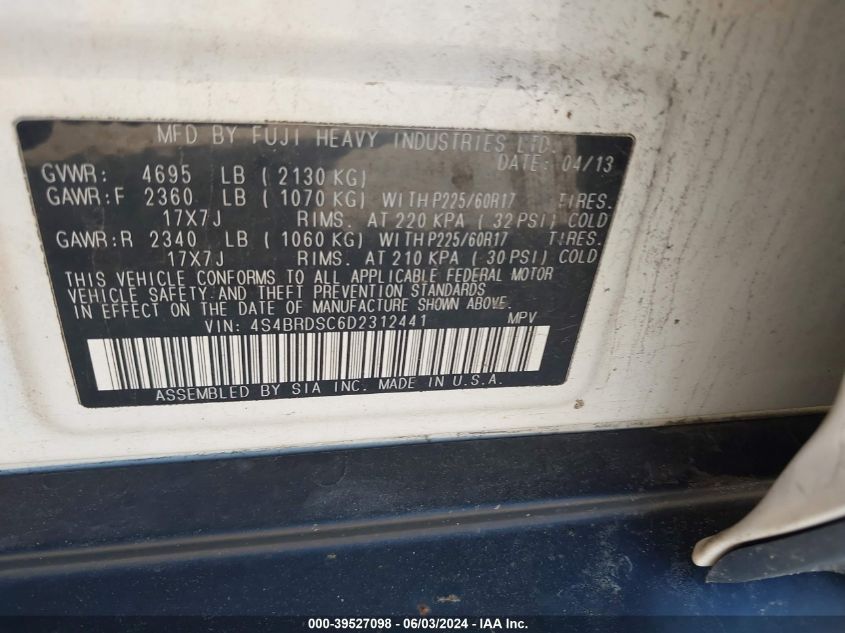 MFD BY FUJI HEAVY INDUSTRIES LTD.
DATE: 04/13
GVWR: 4695 LB ( 2130 KG)
GAWR:F 2360 LB ( 1070 KG) WITH P225/60R17 TIRES.
17X7J RIMS. AT 220 KPA ( 32 PSI) COLD
GAWR:R 2340 LB ( 1060 KG) WITH P225/60R17 TIRES.
17X7J RIMS. AT 210 KPA ( 30 PSI) COLD
THIS VEHICLE CONFORMS TO ALL APPLICABLE FEDERAL MOTOR
VEHICLE SAFETY AND THEFT PREVENTION STANDARDS
IN EFFECT ON THE DATE OF MANUFACTURE SHOWN ABOVE.
VIN: 4S4BRDSC6D2312441 MPV
ASSEMBLED BY SIA INC. MADE IN U.S.A.
000-39527098 - 06/03/2024 - IAAI.com